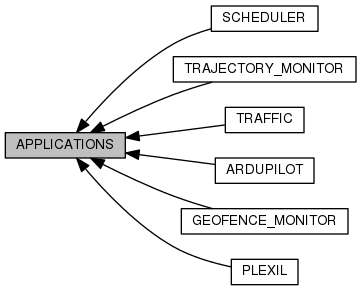 SCHEDULER
TRAJECTORY_MONITOR
TRAFFIC
APPLICATIONS
ARDUPILOT
GEOFENCE_MONITOR
PLEXIL